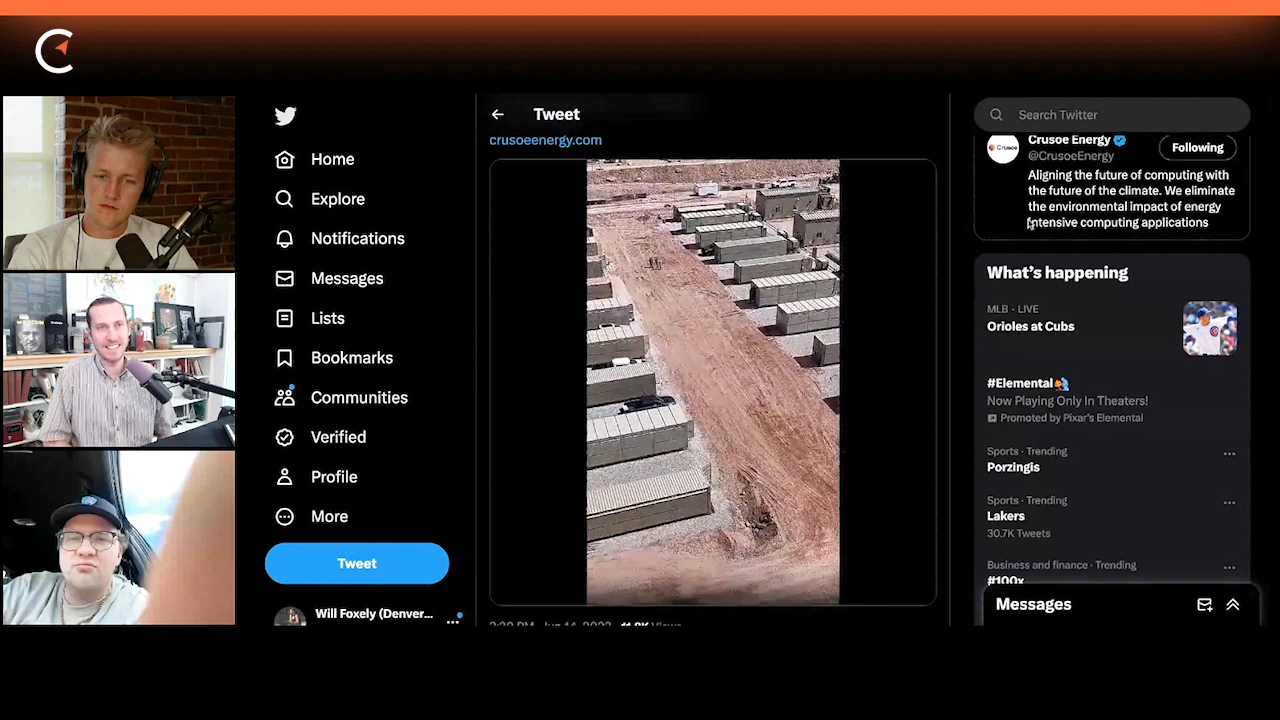 Home
Explore
Notifications
Messages
Lists
Bookmarks
Communities
Verified
Profile
More
Tweet
Will Foxely (Denver...
Tweet
crusoeenergy.com
Search Twitter
Crusoe Energy
@CrusoeEnergy
Following
Aligning the future of computing with
the future of the climate. We eliminate
the environmental impact of energy
intensive computing applications
What's happening
MLB · LIVE
Orioles at Cubs
#Elemental
Now Playing Only In Theaters!
Promoted by Pixar's Elemental
Sports · Trending
Porzingis
Sports · Trending
Lakers
30.7K Tweets
Business and finance · Trending
#100x
Messages